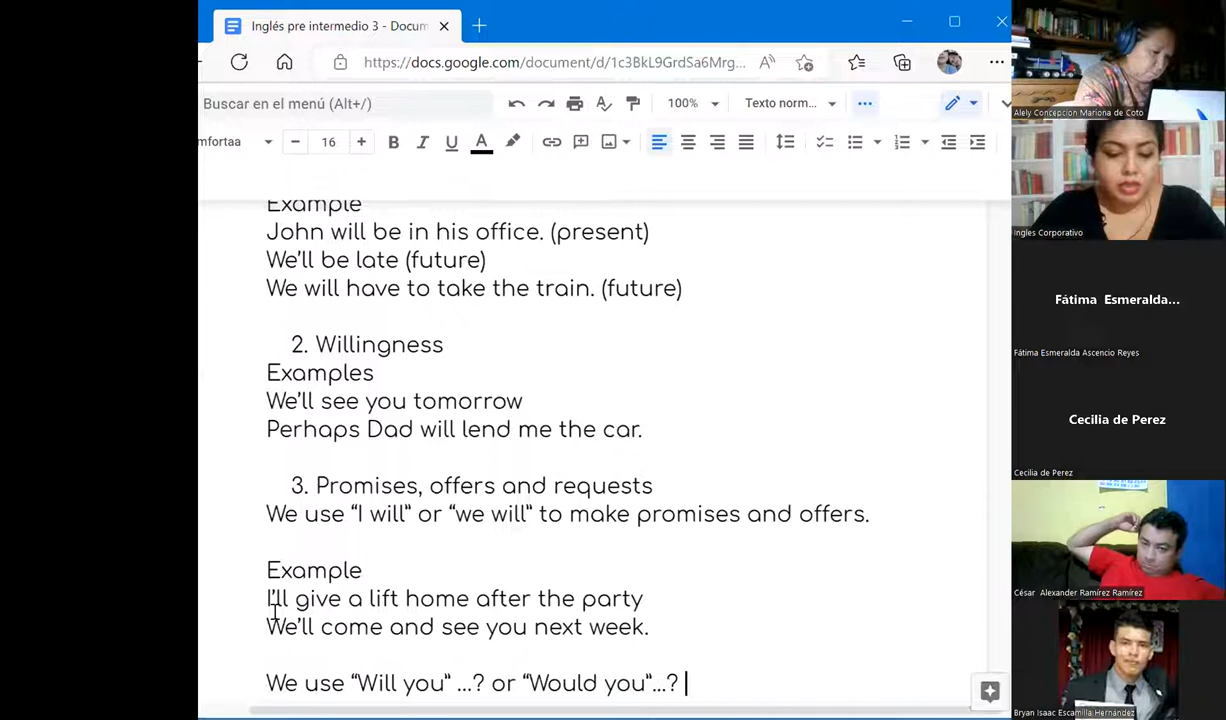 Inglés pre intermedio 3 - Docum
https://docs.google.com/document/d/1c3BkL9GrdSa6Mrg...
Buscar en el menú (Alt+/)
100%
Texto norm...
mfortaa
16
Example
John will be in his office. (present)
We'll be late (future)
We will have to take the train. (future)
2. Willingness
Examples
We'll see you tomorrow
Perhaps Dad will lend me the car.
3. Promises, offers and requests
We use “I will” or “we will” to make promises and offers.
Example
I'll give a lift home after the party
We'll come and see you next week.
We use “Will you” ...? or “Would you”...?
Alely Concepcion Mariona de Coto
Ingles Corporativo
Fátima Esmeralda...
Fátima Esmeralda Ascencio Reyes
Cecilia de Perez
Cecilia de Perez
César Alexander Ramírez Ramírez
Bryan Isaac Escamilla Hernández